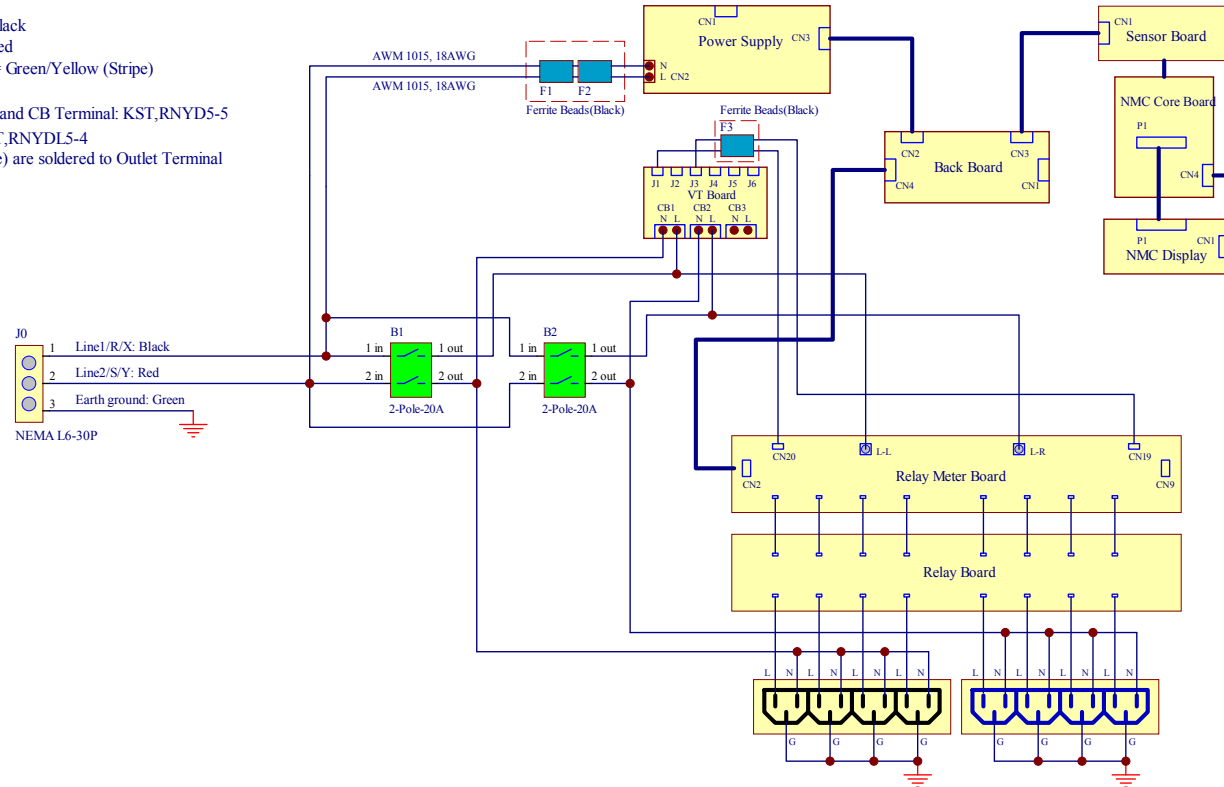 lack
ed
= Green/Yellow (Stripe)
and CB Terminal: KST,RNYD5-5
T,RNYDL5-4
e) are soldered to Outlet Terminal
AWM 1015, 18AWG
AWM 1015, 18AWG
F1 F2
Ferrite Beads(Black)
CN1
Power Supply
CN3
N
L CN2
Ferrite Beads(Black)
F3
J1 J2 J3 J4 J5 J6
VT Board
CB1 CB2 CB3
N L N L N L
CN2 CN3
Back Board
CN4 CN1
CN1
Sensor Board
NMC Core Board
P1
CN4
P1 CN1
NMC Display
J0
1 Line1/R/X: Black
2 Line2/S/Y: Red
3 Earth ground: Green
NEMA L6-30P
B1
1 in 1 out
2 in 2 out
2-Pole-20A
B2
1 in 1 out
2 in 2 out
2-Pole-20A
CN20 L-L L-R CN19
CN2 Relay Meter Board CN9
Relay Board
L N L N L N L N
G G G G
L N L N L N L N
G G G G